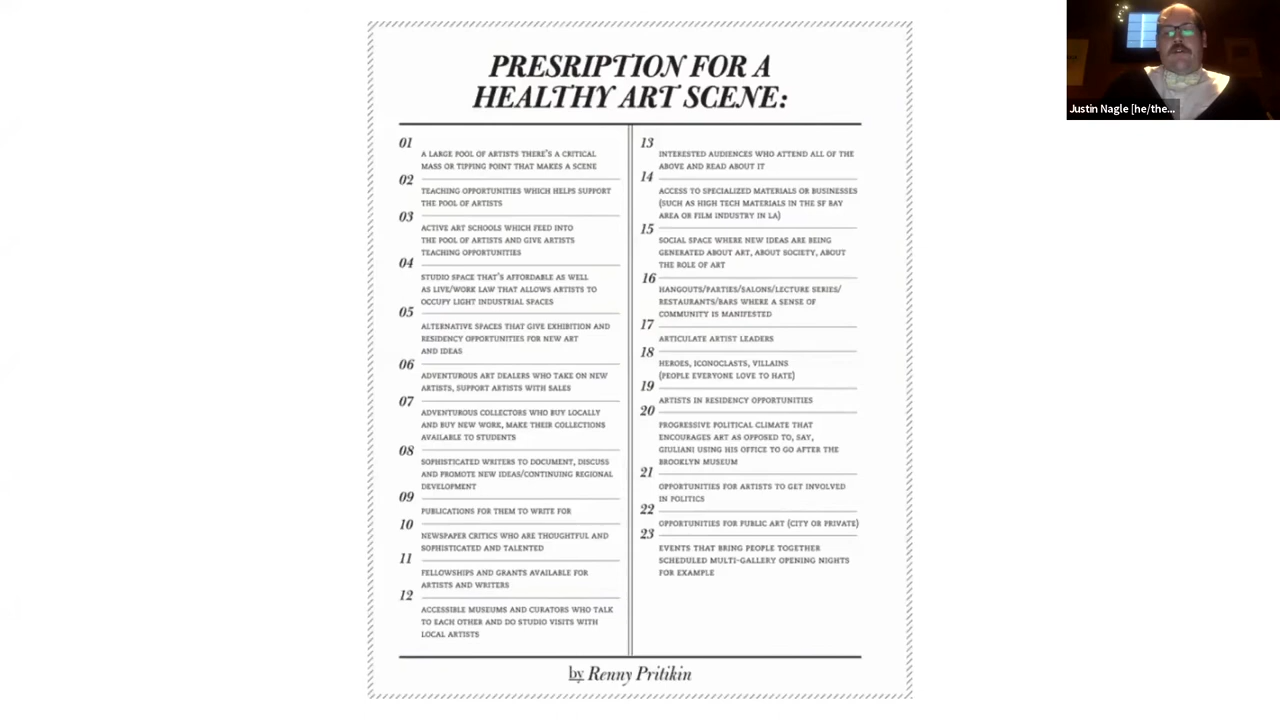 PRESRIPTION FOR A
HEALTHY ART SCENE:
01
A LARGE POOL OF ARTISTS THERE'S A CRITICAL
MASS OR TIPPING POINT THAT MAKES A SCENE
02
TEACHING OPPORTUNITIES WHICH HELPS SUPPORT
THE POOL OF ARTISTS
03
ACTIVE ART SCHOOLS WHICH FEED INTO
THE POOL OF ARTISTS AND GIVE ARTISTS
TEACHING OPPORTUNITIES
04
STUDIO SPACE THAT'S AFFORDABLE AS WELL
AS LIVE/WORK LAW THAT ALLOWS ARTISTS TO
OCCUPY LIGHT INDUSTRIAL SPACES
05
ALTERNATIVE SPACES THAT GIVE EXHIBITION AND
RESIDENCY OPPORTUNITIES FOR NEW ART
AND IDEAS
06
ADVENTUROUS ART DEALERS WHO TAKE ON NEW
ARTISTS, SUPPORT ARTISTS WITH SALES
07
ADVENTUROUS COLLECTORS WHO BUY LOCALLY
AND BUY NEW WORK, MAKE THEIR COLLECTIONS
AVAILABLE TO STUDENTS
08
SOPHISTICATED WRITERS TO DOCUMENT, DISCUSS
AND PROMOTE NEW IDEAS/CONTINUING REGIONAL
DEVELOPMENT
09
PUBLICATIONS FOR THEM TO WRITE FOR
10
NEWSPAPER CRITICS WHO ARE THOUGHTFUL AND
SOPHISTICATED AND TALENTED
11
FELLOWSHIPS AND GRANTS AVAILABLE FOR
ARTISTS AND WRITERS
12
ACCESSIBLE MUSEUMS AND CURATORS WHO TALK
TO EACH OTHER AND DO STUDIO VISITS WITH
LOCAL ARTISTS
13
INTERESTED AUDIENCES WHO ATTEND ALL OF THE
ABOVE AND READ ABOUT IT
14
ACCESS TO SPECIALIZED MATERIALS OR BUSINESSES
(SUCH AS HIGH TECH MATERIALS IN THE SF BAY
AREA OR FILM INDUSTRY IN LA)
15
SOCIAL SPACE WHERE NEW IDEAS ARE BEING
GENERATED ABOUT ART, ABOUT SOCIETY, ABOUT
THE ROLE OF ART
16
HANGOUTS/PARTIES/SALONS/LECTURE SERIES/
RESTAURANTS/BARS WHERE A SENSE OF
COMMUNITY IS MANIFESTED
17
ARTICULATE ARTIST LEADERS
18
HEROES, ICONOCLASTS, VILLAINS
(PEOPLE EVERYONE LOVE TO HATE)
19
ARTISTS IN RESIDENCY OPPORTUNITIES
20
PROGRESSIVE POLITICAL CLIMATE THAT
ENCOURAGES ART AS OPPOSED TO, SAY,
GIULIANI USING HIS OFFICE TO GO AFTER THE
BROOKLYN MUSEUM
21
OPPORTUNITIES FOR ARTISTS TO GET INVOLVED
IN POLITICS
22
OPPORTUNITIES FOR PUBLIC ART (CITY OR PRIVATE)
23
EVENTS THAT BRING PEOPLE TOGETHER
SCHEDULED MULTI-GALLERY OPENING NIGHTS
FOR EXAMPLE
by Renny Pritikin
Justin Nagle [he/the...